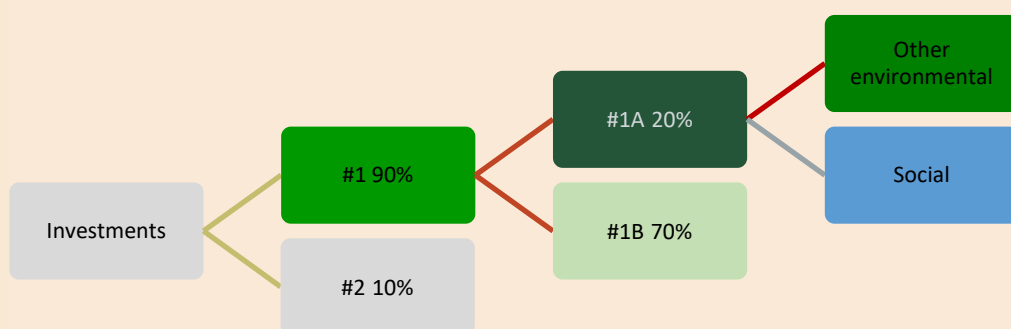 Investments
#1 90%
#2 10%
#1A 20%
#1B 70%
Other
environmental
Social